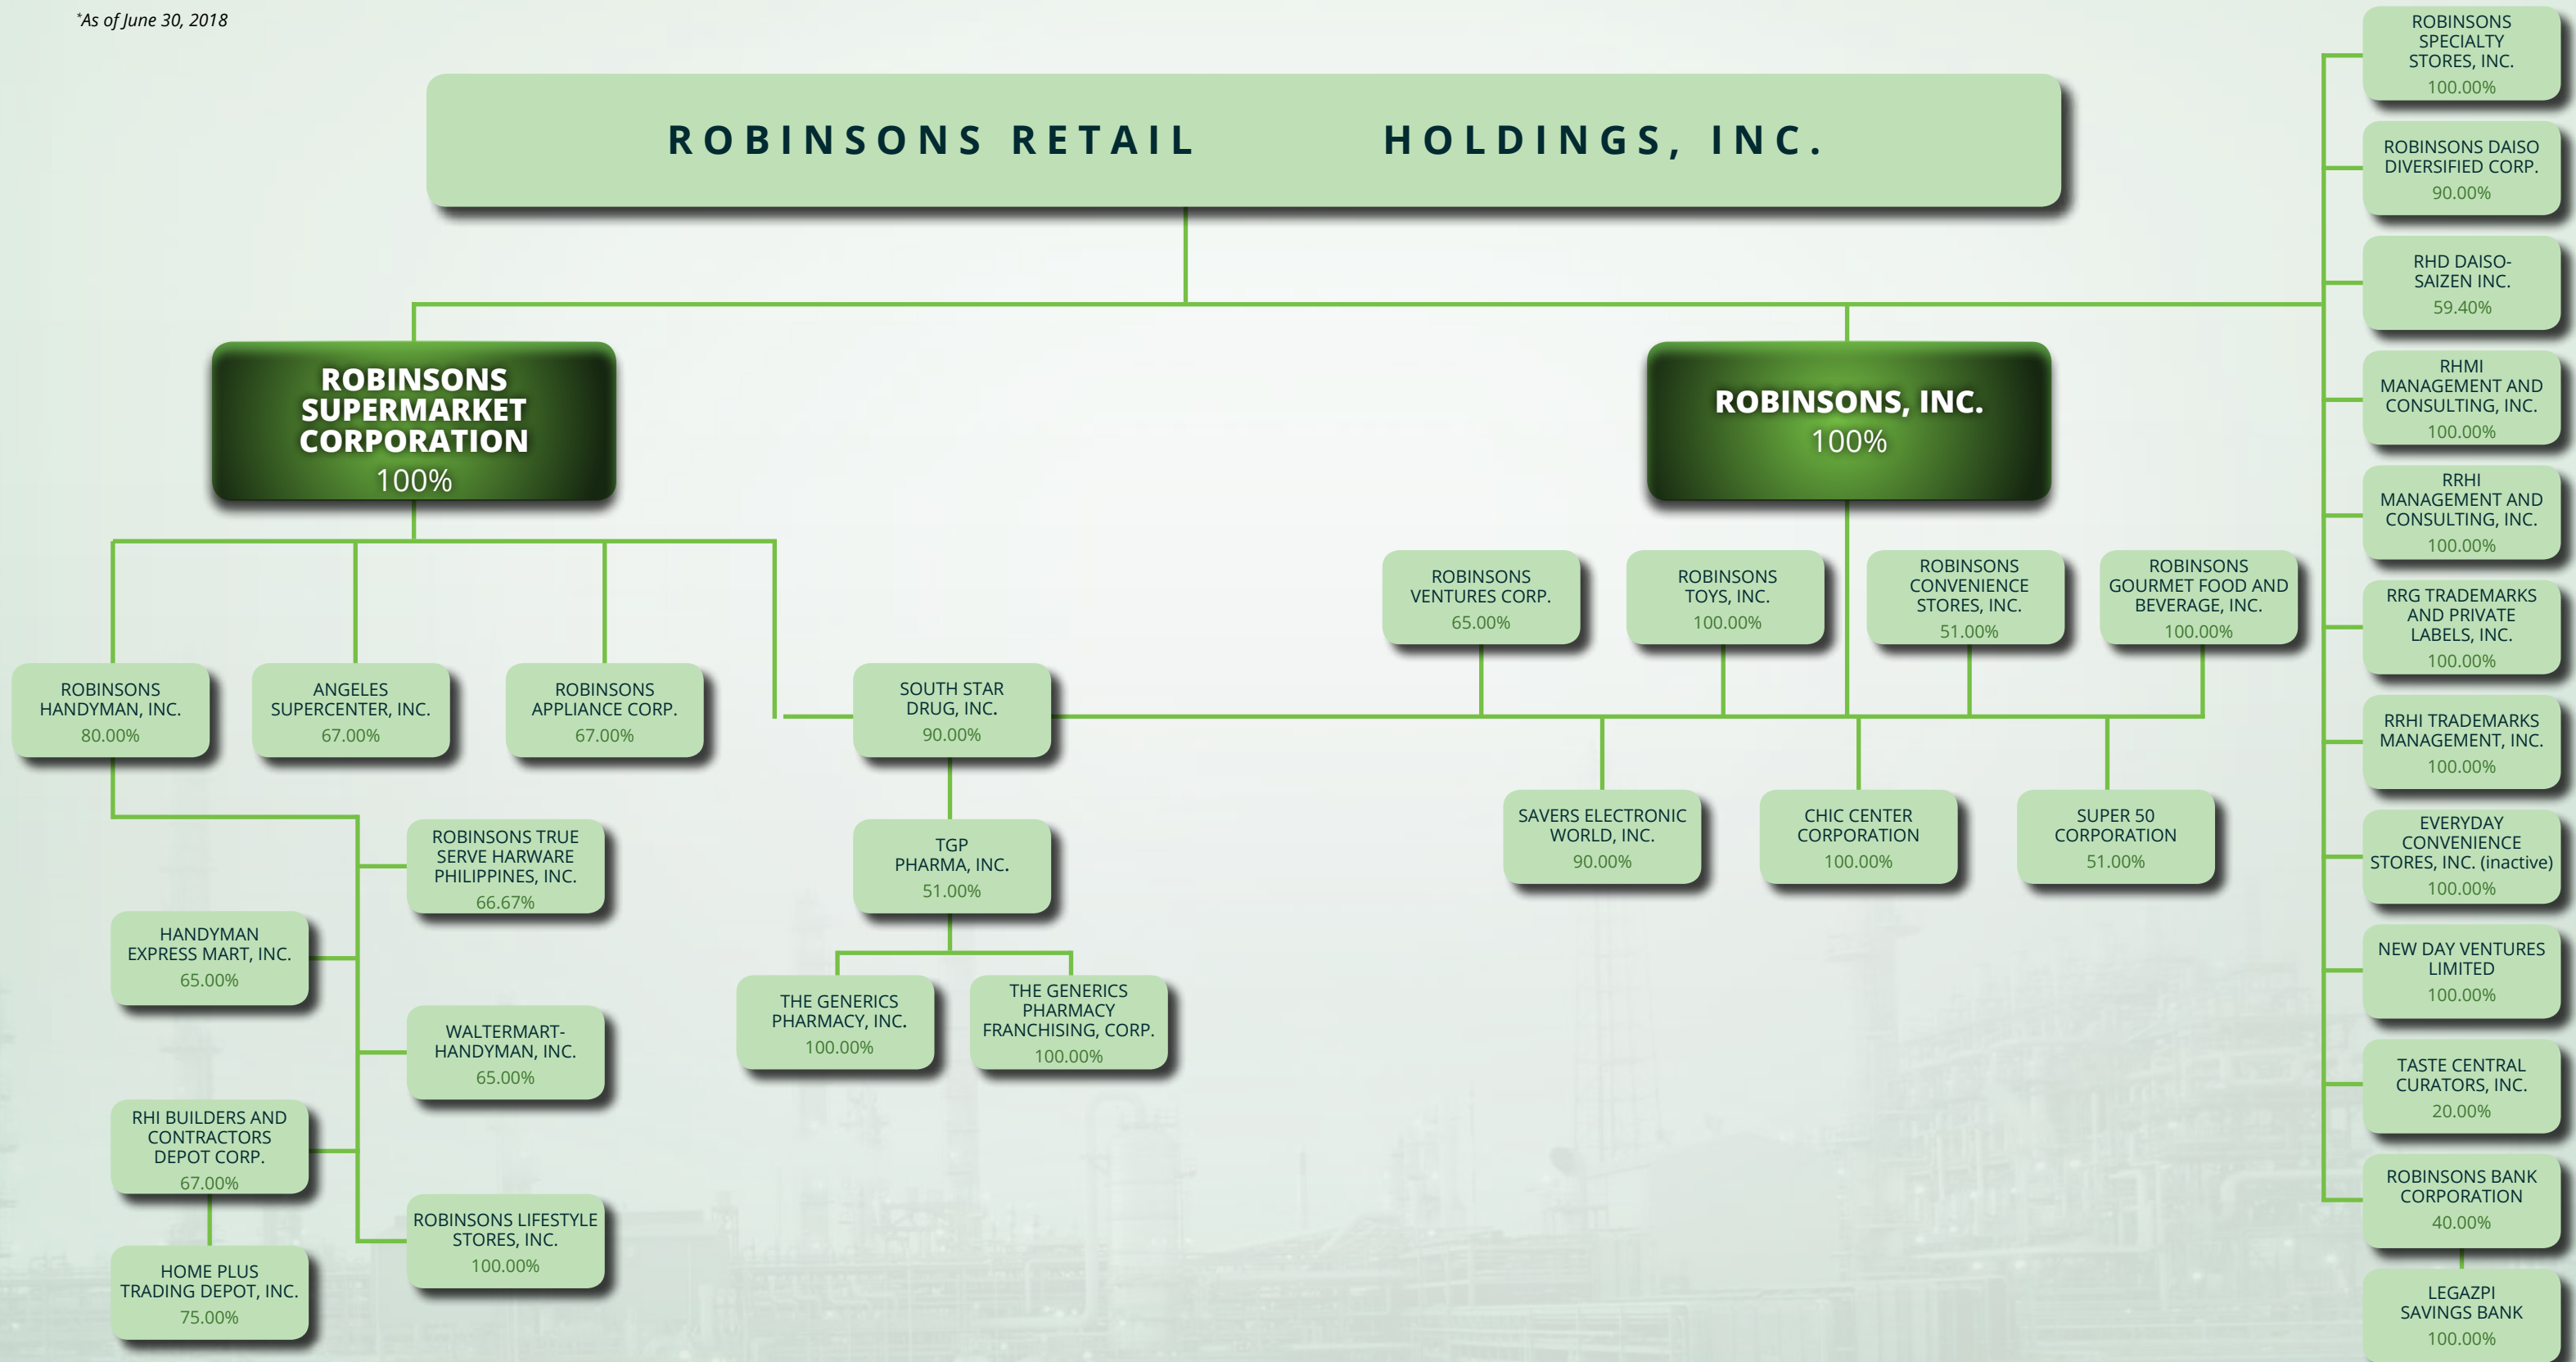 *As of June 30, 2018
ROBINSONS RETAIL HOLDINGS, INC.
ROBINSONS
SUPERMARKET
CORPORATION
100%
ROBINSONS, INC.
100%
ROBINSONS
HANDYMAN, INC.
80.00%
ANGELES
SUPERCENTER, INC.
67.00%
ROBINSONS
APPLIANCE CORP.
67.00%
SOUTH STAR
DRUG, INC.
90.00%
ROBINSONS
VENTURES CORP.
65.00%
ROBINSONS
TOYS, INC.
100.00%
ROBINSONS
CONVENIENCE
STORES, INC.
51.00%
ROBINSONS
GOURMET FOOD AND
BEVERAGE, INC.
100.00%
SAVERS ELECTRONIC
WORLD, INC.
90.00%
CHIC CENTER
CORPORATION
100.00%
SUPER 50
CORPORATION
51.00%
ROBINSONS TRUE
SERVE HARWARE
PHILIPPINES, INC.
66.67%
HANDYMAN
EXPRESS MART, INC.
65.00%
WALTERMART-
HANDYMAN, INC.
65.00%
RHI BUILDERS AND
CONTRACTORS
DEPOT CORP.
67.00%
ROBINSONS LIFESTYLE
STORES, INC.
100.00%
HOME PLUS
TRADING DEPOT, INC.
75.00%
TGP
PHARMA, INC.
51.00%
THE GENERICS
PHARMACY, INC.
100.00%
THE GENERICS
PHARMACY
FRANCHISING, CORP.
100.00%
ROBINSONS
SPECIALTY
STORES, INC.
100.00%
ROBINSONS DAISO
DIVERSIFIED CORP.
90.00%
RHD DAISO-
SAIZEN INC.
59.40%
RHMI
MANAGEMENT AND
CONSULTING, INC.
100.00%
RRHI
MANAGEMENT AND
CONSULTING, INC.
100.00%
RRG TRADEMARKS
AND PRIVATE
LABELS, INC.
100.00%
RRHI TRADEMARKS
MANAGEMENT, INC.
100.00%
EVERYDAY
CONVENIENCE
STORES, INC. (inactive)
100.00%
NEW DAY VENTURES
LIMITED
100.00%
TASTE CENTRAL
CURATORS, INC.
20.00%
ROBINSONS BANK
CORPORATION
40.00%
LEGAZPI
SAVINGS BANK
100.00%